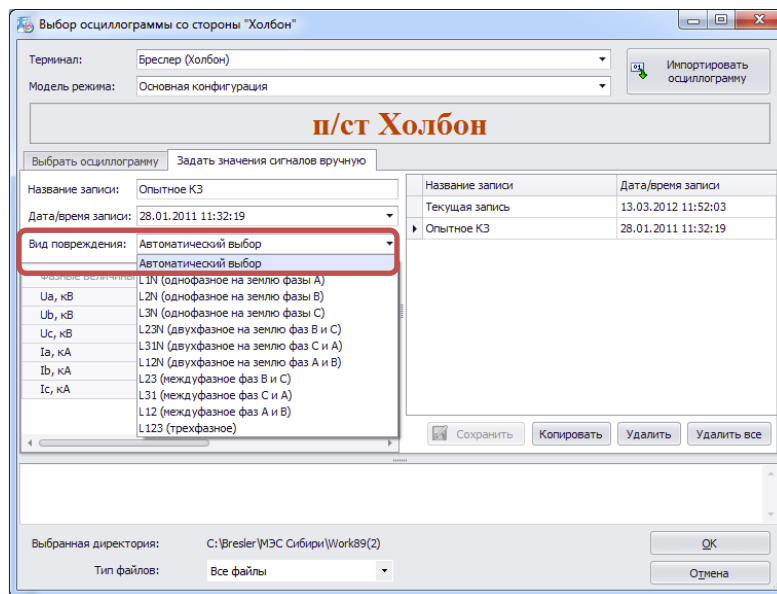 Выбор осциллограммы со стороны "Холбон"
Терминал: Бреслер (Холбон)
Модель режима: Основная конфигурация
Импортировать осциллограмму
п/ст Холбон
Выбрать осциллограмму Задать значения сигналов вручную
Название записи: Опытное КЗ
Дата/время записи: 28.01.2011 11:32:19
Вид повреждения: Автоматический выбор
Автоматический выбор
Фазные величины
L1N (однофазное на землю фазы A)
L2N (однофазное на землю фазы B)
L3N (однофазное на землю фазы C)
L23N (двухфазное на землю фаз B и C)
L31N (двухфазное на землю фаз C и A)
L12N (двухфазное на землю фаз A и B)
L23 (междуфазное фаз B и C)
L31 (междуфазное фаз C и A)
L12 (междуфазное фаз A и B)
L123 (трехфазное)
Ua, кВ
Ub, кВ
Uc, кВ
Ia, кА
Ib, кА
Ic, кА
Название записи Дата/время записи
Текущая запись 13.03.2012 11:52:03
Опытное КЗ 28.01.2011 11:32:19
Сохранить Копировать Удалить Удалить все
Выбранная директория: C:\Bresler\МЭС Сибири\Work89(2)
Тип файлов: Все файлы
OK
Отмена